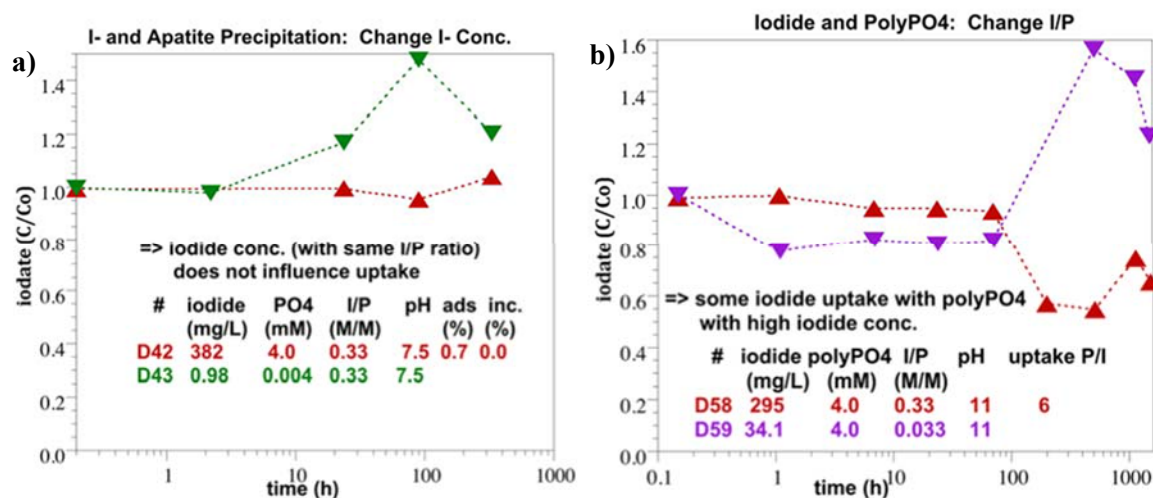 I- and Apatite Precipitation: Change I- Conc.
a)
1.4
1.2
1.0
0.8
0.6
0.4
0.2
0.0
iodate (C/Co)
=> iodide conc. (with same I/P ratio)
does not influence uptake
# iodide PO4 I/P pH ads inc.
(mg/L) (mM) (M/M) (%) (%)
D42 382 4.0 0.33 7.5 0.7 0.0
D43 0.98 0.004 0.33 7.5
1 10 100 1000
time (h)
Iodide and PolyPO4: Change I/P
b)
1.6
1.4
1.2
1.0
0.8
0.6
0.4
0.2
0.0
iodate (C/Co)
=> some iodide uptake with polyPO4
with high iodide conc.
# iodide polyPO4 I/P pH uptake P/I
(mg/L) (mM) (M/M)
D58 295 4.0 0.33 11 6
D59 34.1 4.0 0.033 11
0.1 1 10 100 1000
time (h)